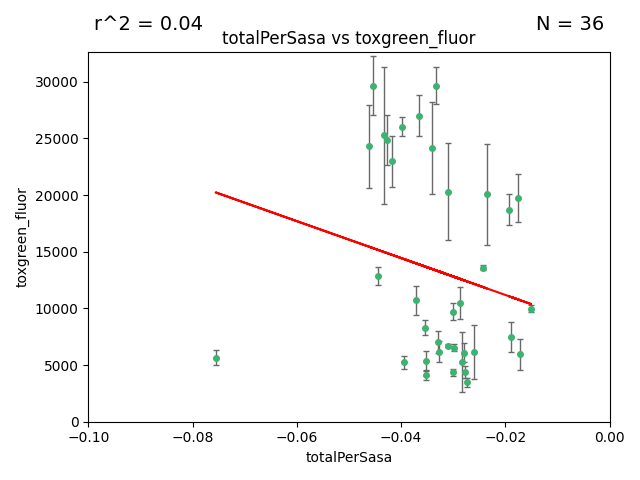 r^2 = 0.04
N = 36
totalPerSasa vs toxgreen_fluor
30000
25000
20000
15000
10000
5000
0
toxgreen_fluor
−0.10
−0.08
−0.06
−0.04
−0.02
0.00
totalPerSasa